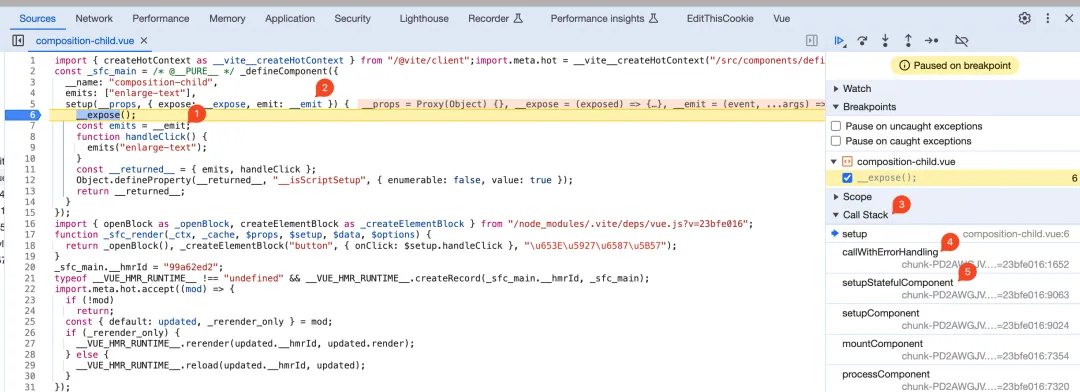 Sources Network Performance Memory Application Security Lighthouse Recorder Performance insights EditThisCookie Vue
composition-child.vue
1 import { createHotContext as __vite__createHotContext } from "/@vite/client";import.meta.hot = __vite__createHotContext("/src/components/defi
2 const _sfc_main = /* @__PURE__ */ _defineComponent({
3 __name: "composition-child",
4 emits: ["enlarge-text"],
2
5 setup(__props, { expose: __expose, emit: __emit }) { __props = Proxy(Object) {}, __expose = (exposed) => {…}, __emit = (event, ...args) =>
6 __expose();
1
7 const emits = __emit;
8 function handleClick() {
9 emits("enlarge-text");
10 }
11 const __returned__ = { emits, handleClick };
12 Object.defineProperty(__returned__, "__isScriptSetup", { enumerable: false, value: true });
13 return __returned__;
14 }
15 });
16 import { openBlock as _openBlock, createElementBlock as _createElementBlock } from "/node_modules/.vite/deps/vue.js?v=23bfe016";
17 function _sfc_render(_ctx, _cache, $props, $setup, $data, $options) {
18 return _openBlock(), _createElementBlock("button", { onClick: $setup.handleClick }, "\u653E\u5927\u6587\u5B57");
19 }
20 _sfc_main.__hmrId = "99a62ed2";
21 typeof __VUE_HMR_RUNTIME__ !== "undefined" && __VUE_HMR_RUNTIME__.createRecord(_sfc_main.__hmrId, _sfc_main);
22 import.meta.hot.accept((mod) => {
23 if (!mod)
24 return;
25 const { default: updated, _rerender_only } = mod;
26 if (_rerender_only) {
27 __VUE_HMR_RUNTIME__.rerender(updated.__hmrId, updated.render);
28 } else {
29 __VUE_HMR_RUNTIME__.reload(updated.__hmrId, updated);
30 }
31 });
Paused on breakpoint
Watch
Breakpoints
Pause on uncaught exceptions
Pause on caught exceptions
composition-child.vue
__expose(); 6
Scope
Call Stack 3
setup composition-child.vue:6
callWithErrorHandling 4
chunk-PD2AWGJV.…=23bfe016:1652
setupStatefulComponent 5
chunk-PD2AWGJV.…=23bfe016:9063
setupComponent
chunk-PD2AWGJV.…=23bfe016:9024
mountComponent
chunk-PD2AWGJV.…=23bfe016:7354
processComponent
chunk-PD2AWGJV.…=23bfe016:7320